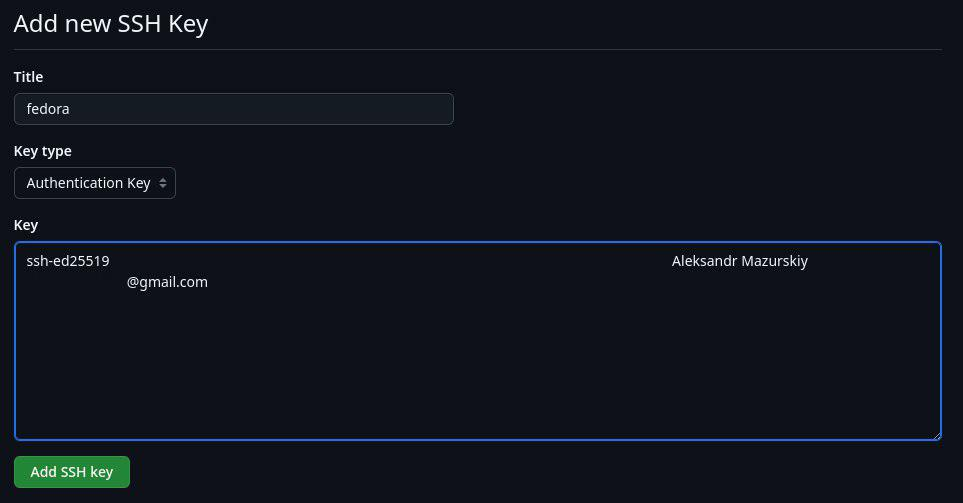 Add new SSH Key
Title
fedora
Key type
Authentication Key
Key
ssh-ed25519 Aleksandr Mazurskiy
@gmail.com
Add SSH key